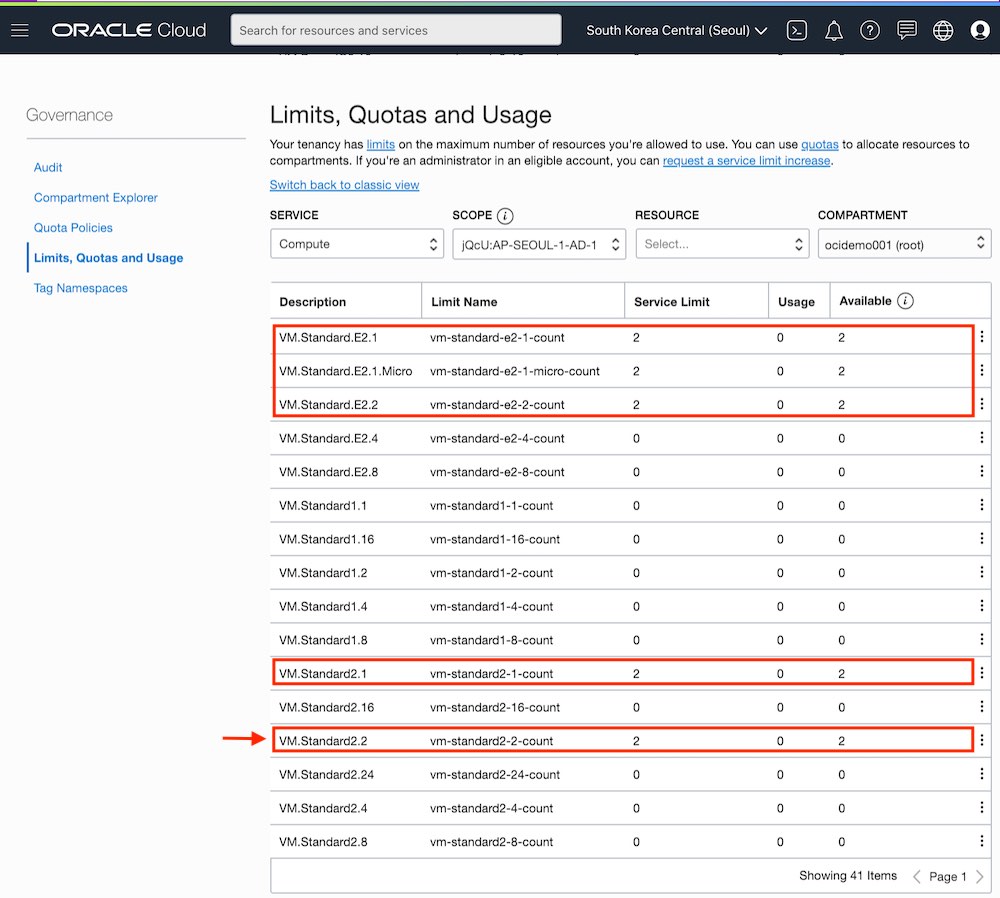 ORACLE Cloud
Search for resources and services
South Korea Central (Seoul)
Governance
Audit
Compartment Explorer
Quota Policies
Limits, Quotas and Usage
Tag Namespaces
Limits, Quotas and Usage
Your tenancy has limits on the maximum number of resources you're allowed to use. You can use quotas to allocate resources to
compartments. If you're an administrator in an eligible account, you can request a service limit increase.
Switch back to classic view
SERVICE SCOPE i RESOURCE COMPARTMENT
Compute jQcU:AP-SEOUL-1-AD-1 Select... ocidemo001 (root)
Description Limit Name Service Limit Usage Available i
VM.Standard.E2.1 vm-standard-e2-1-count 2 0 2
VM.Standard.E2.1.Micro vm-standard-e2-1-micro-count 2 0 2
VM.Standard.E2.2 vm-standard-e2-2-count 2 0 2
VM.Standard.E2.4 vm-standard-e2-4-count 0 0 0
VM.Standard.E2.8 vm-standard-e2-8-count 0 0 0
VM.Standard1.1 vm-standard1-1-count 0 0 0
VM.Standard1.16 vm-standard1-16-count 0 0 0
VM.Standard1.2 vm-standard1-2-count 0 0 0
VM.Standard1.4 vm-standard1-4-count 0 0 0
VM.Standard1.8 vm-standard1-8-count 0 0 0
VM.Standard2.1 vm-standard2-1-count 2 0 2
VM.Standard2.16 vm-standard2-16-count 0 0 0
VM.Standard2.2 vm-standard2-2-count 2 0 2
VM.Standard2.24 vm-standard2-24-count 0 0 0
VM.Standard2.4 vm-standard2-4-count 0 0 0
VM.Standard2.8 vm-standard2-8-count 0 0 0
Showing 41 Items < Page 1 >